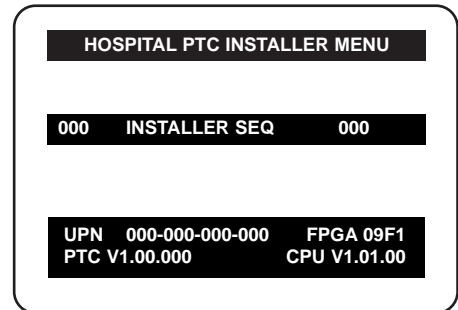 HOSPITAL PTC INSTALLER MENU
000 INSTALLER SEQ 000
UPN 000-000-000-000 FPGA 09F1
PTC V1.00.000 CPU V1.01.00